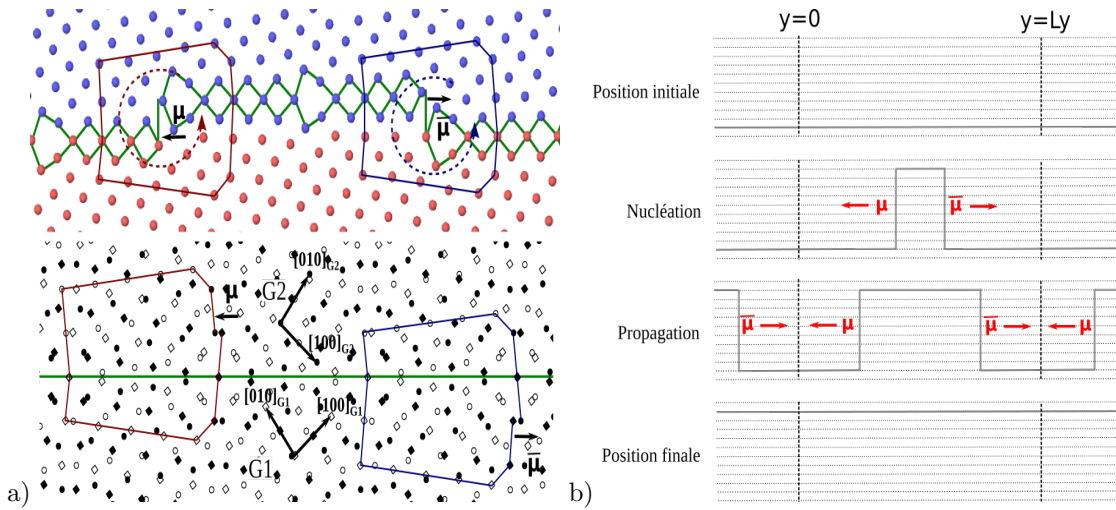 μ
μ̄
[010]G2
G2
μ
[100]G2
[010]G1
[100]G1
G1
μ̄
a)
y=0
y=Ly
Position initiale
Nucléation
μ
μ̄
Propagation
μ̄
μ
μ̄
μ
Position finale
b)